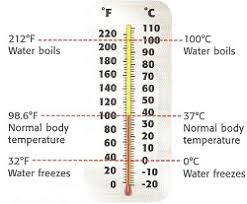 °F °C
220 110
212°F 100°C
Water boils Water boils
200 100
90
180 80
160 70
140 60
120 50
98.6°F 37°C
Normal body Normal body
temperature temperature
100 40
80 30
20
60 10
32°F 0°C
Water freezes Water freezes
40 0
20 -10
0 -20